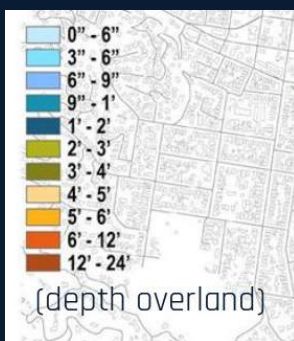 0” - 6”
3” - 6”
6” - 9”
9” - 1’
1’ - 2’
2’ - 3’
3’ - 4’
4’ - 5’
5’ - 6’
6’ - 12’
12’ - 24’
(depth overland)